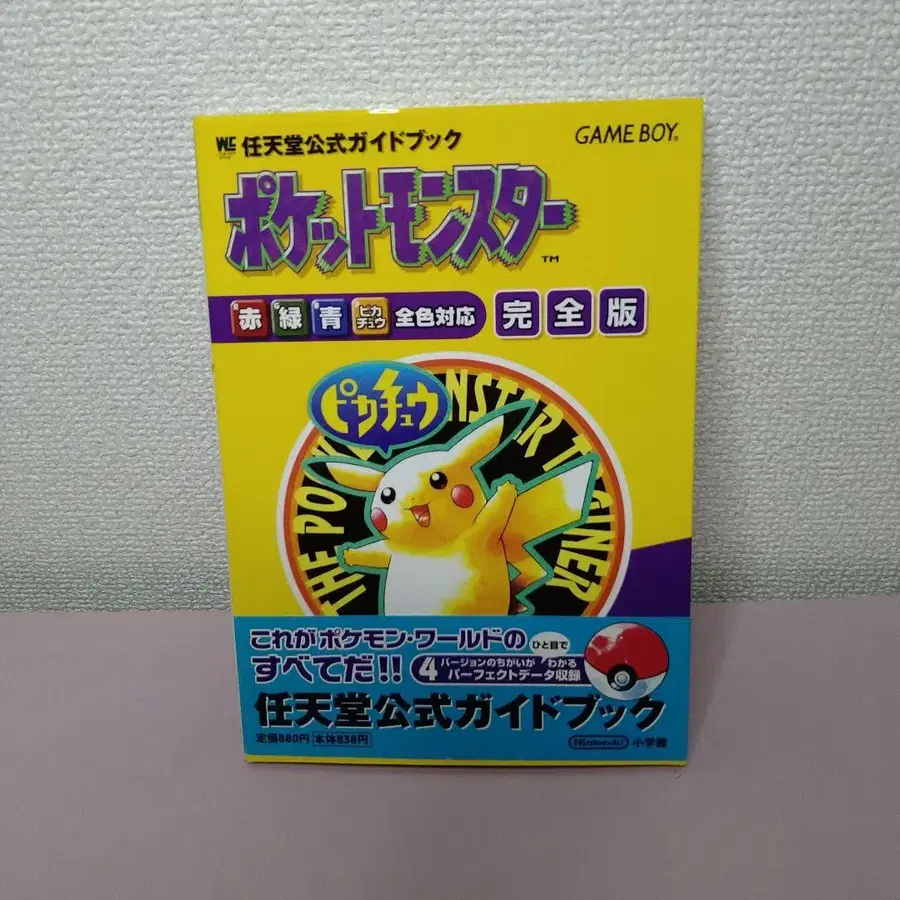 任天堂公式ガイドブック
GAME BOY®
ポケットモンスター
TM
赤 緑 青 ピカチュウ 全色対応 完全版
ピカチュウ
これがポケモン・ワールドの
すべてだ!!
ひと目で
4バージョンのちがいがわかる
パーフェクトデータ収録
任天堂公式ガイドブック
定価880円 本体838円
Nintendo 小学館